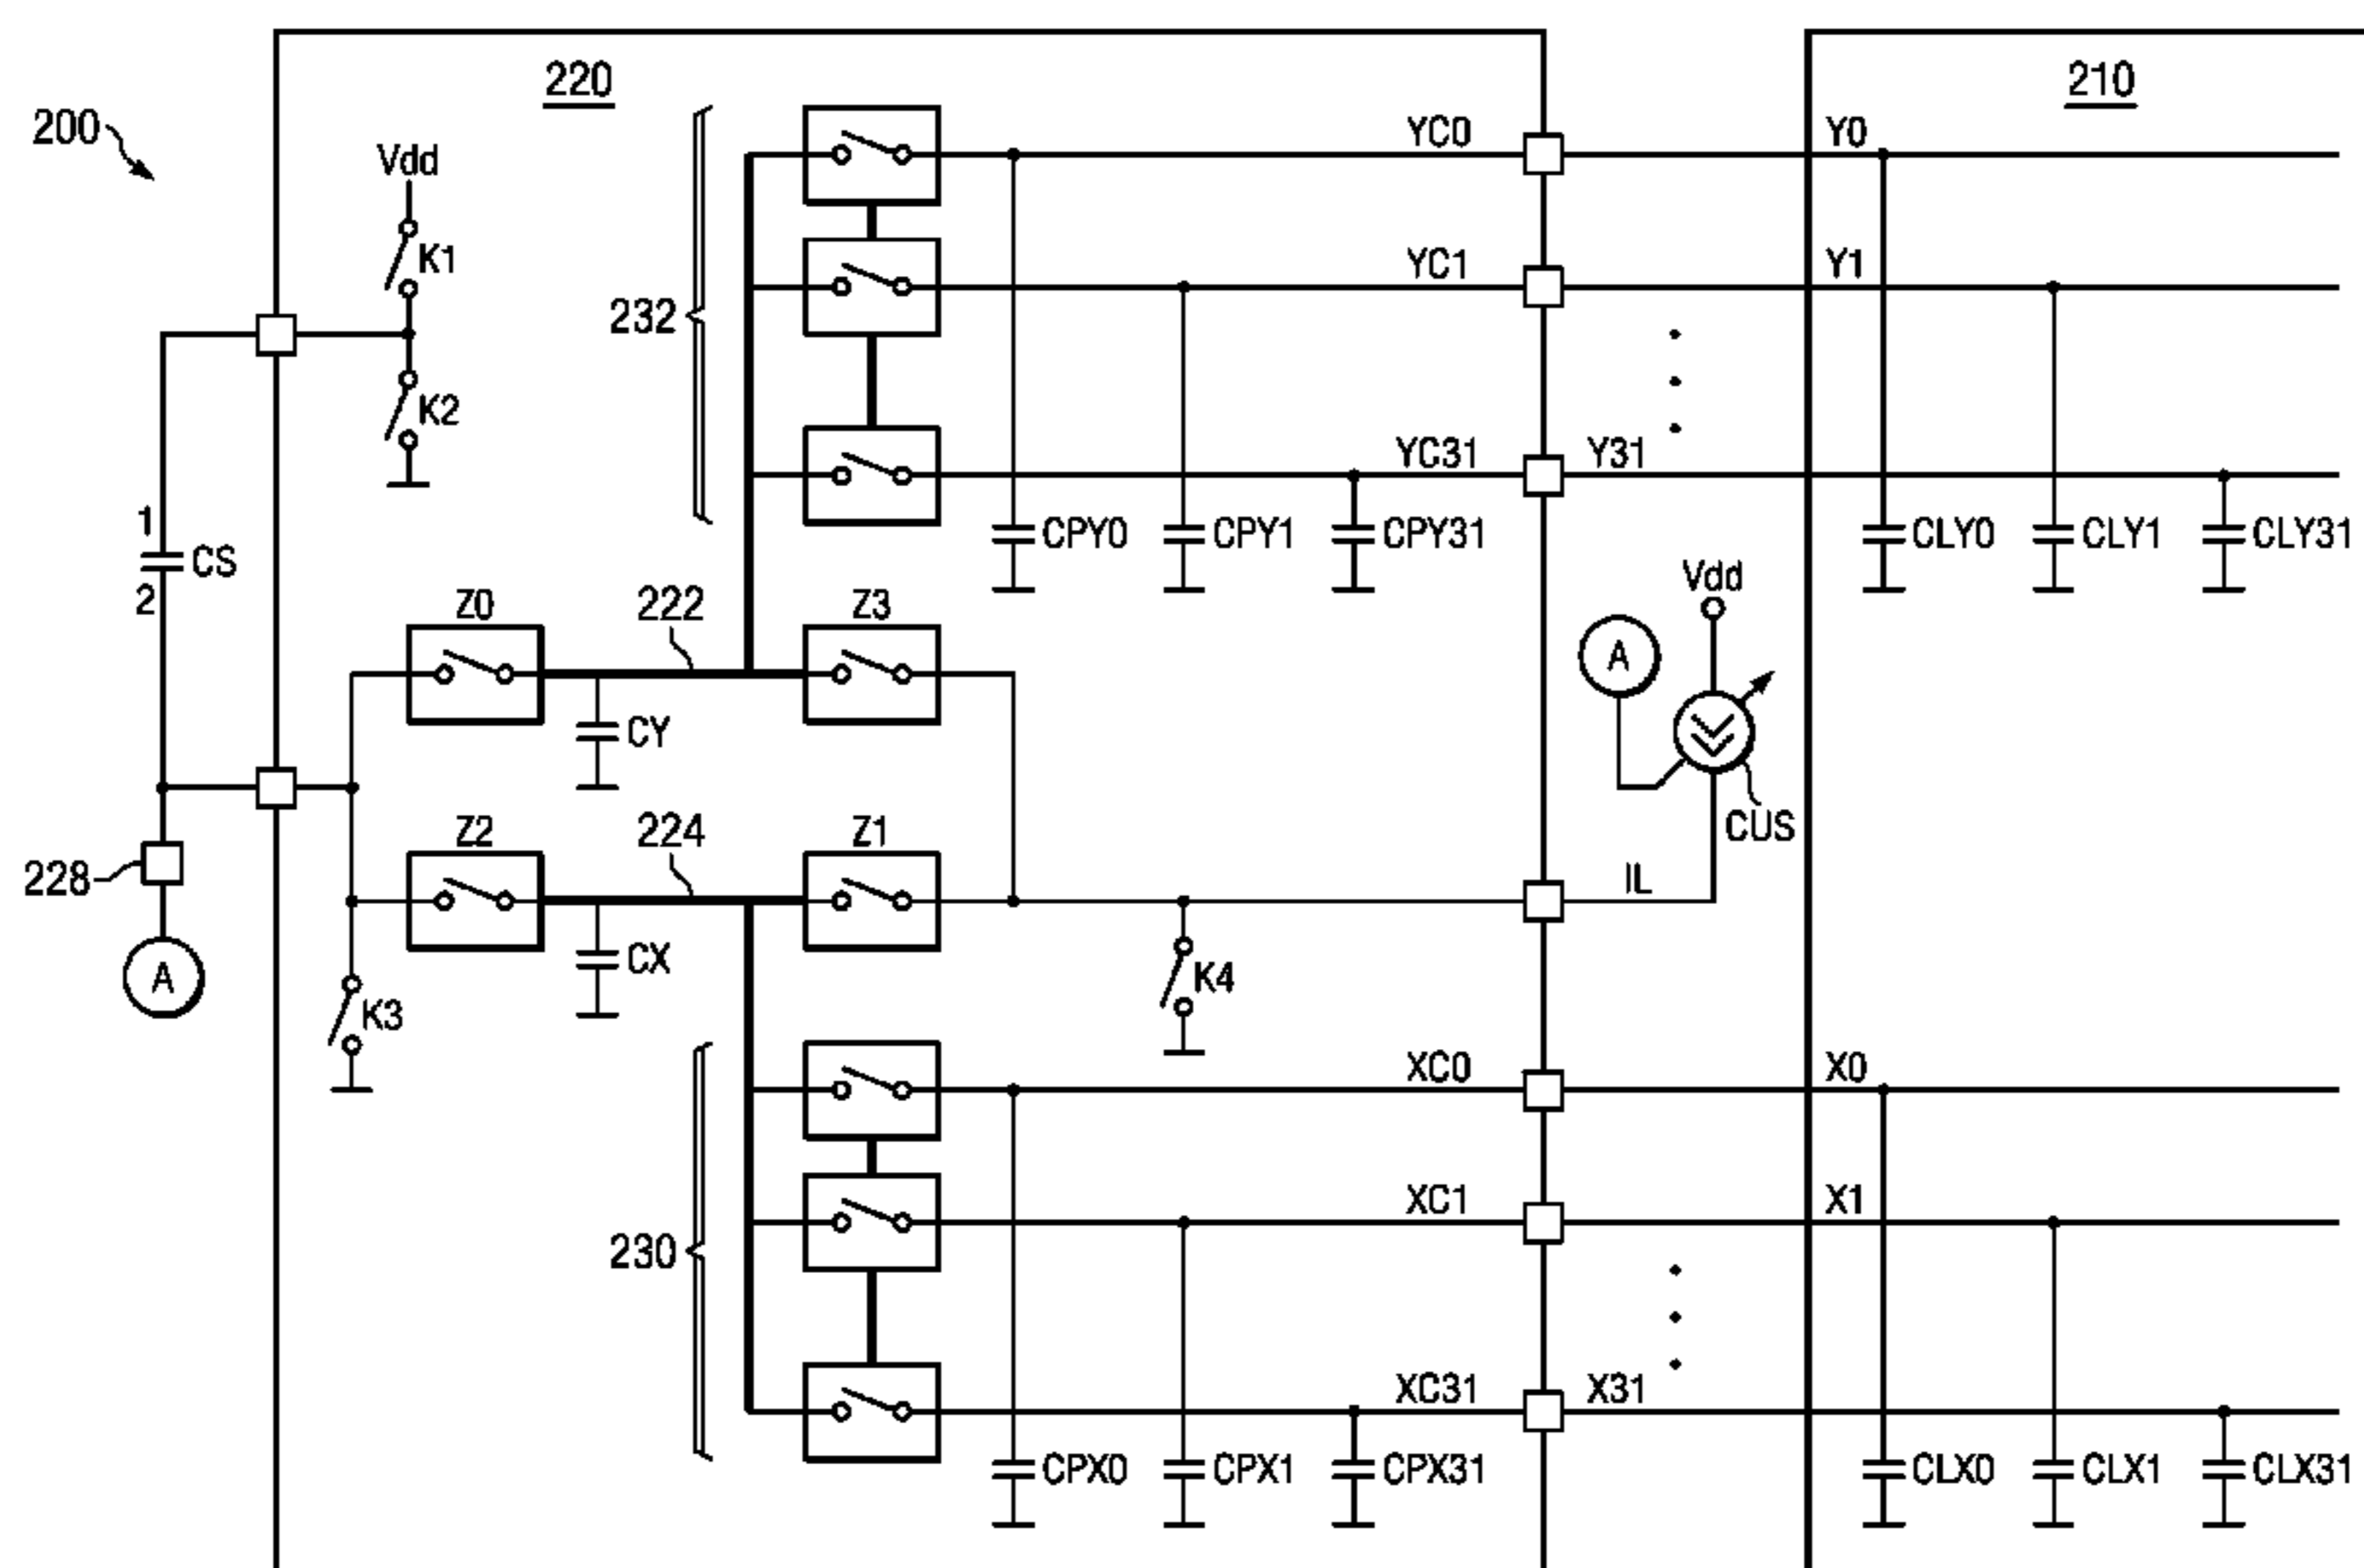 200
220
210
Vdd
K1
K2
1
CS
2
232
YC0
Y0
YC1
Y1
YC31
Y31
CPY0
CPY1
CPY31
CLY0
CLY1
CLY31
Z0
222
Z3
CY
Vdd
A
CUS
Z2
224
Z1
CX
IL
228
A
K3
K4
230
XC0
X0
XC1
X1
XC31
X31
CPX0
CPX1
CPX31
CLX0
CLX1
CLX31